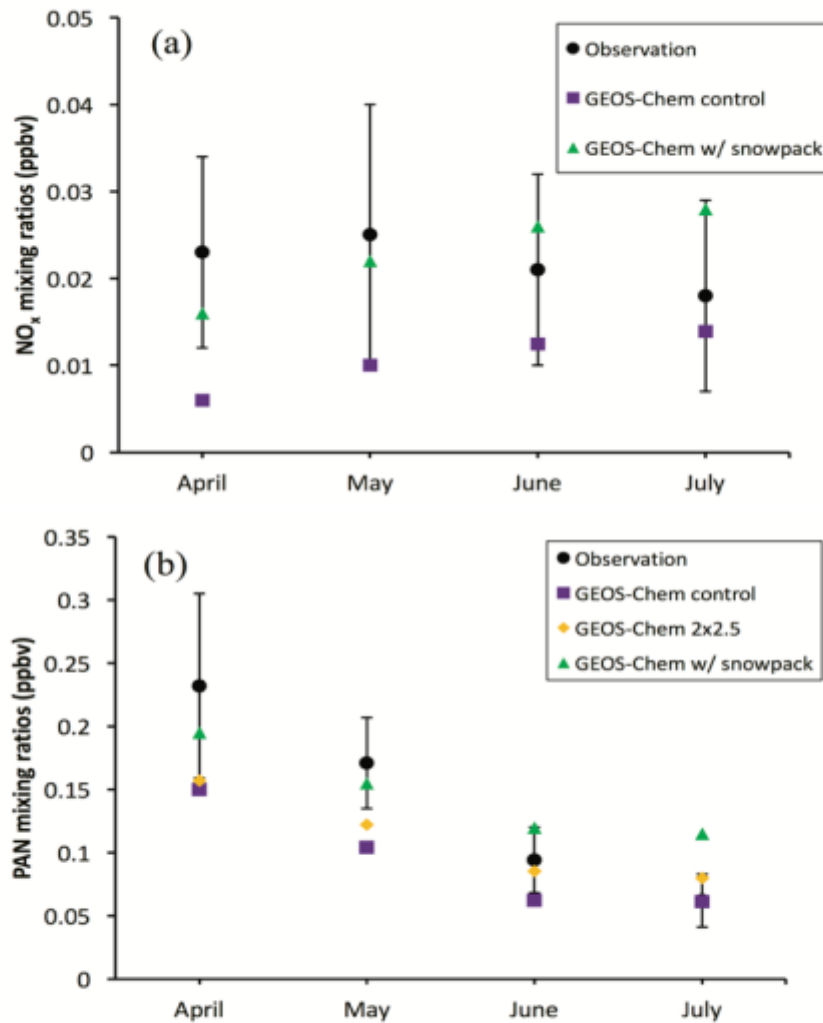 (a)
Observation
GEOS-Chem control
GEOS-Chem w/ snowpack
NOx mixing ratios (ppbv)
0.05
0.04
0.03
0.02
0.01
0
April May June July
(b)
Observation
GEOS-Chem control
GEOS-Chem 2x2.5
GEOS-Chem w/ snowpack
PAN mixing ratios (ppbv)
0.35
0.3
0.25
0.2
0.15
0.1
0.05
0
April May June July